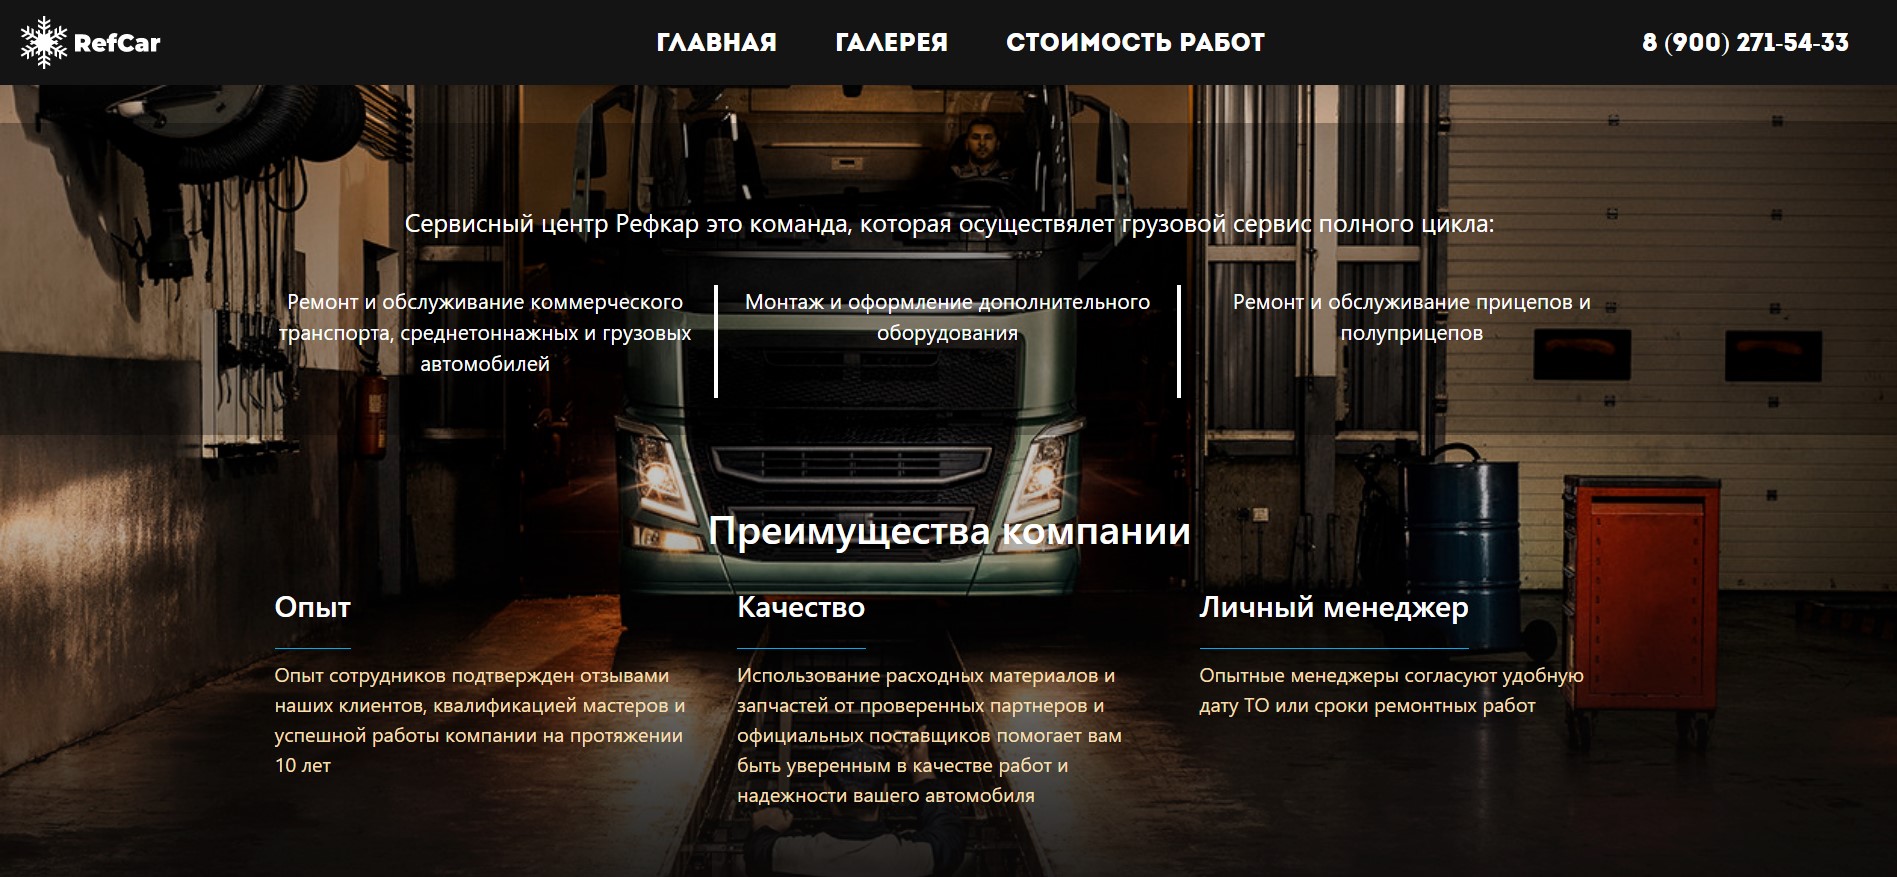 RefCar
ГЛАВНАЯ
ГАЛЕРЕЯ
СТОИМОСТЬ РАБОТ
8 (900) 271-54-33
Сервисный центр Рефкар это команда, которая осуществялет грузовой сервис полного цикла:
Ремонт и обслуживание коммерческого
транспорта, среднетоннажных и грузовых
автомобилей
Монтаж и оформление дополнительного
оборудования
Ремонт и обслуживание прицепов и
полуприцепов
Преимущества компании
Опыт
Опыт сотрудников подтвержден отзывами
наших клиентов, квалификацией мастеров и
успешной работы компании на протяжении
10 лет
Качество
Использование расходных материалов и
запчастей от проверенных партнеров и
официальных поставщиков помогает вам
быть уверенным в качестве работ и
надежности вашего автомобиля
Личный менеджер
Опытные менеджеры согласуют удобную
дату ТО или сроки ремонтных работ